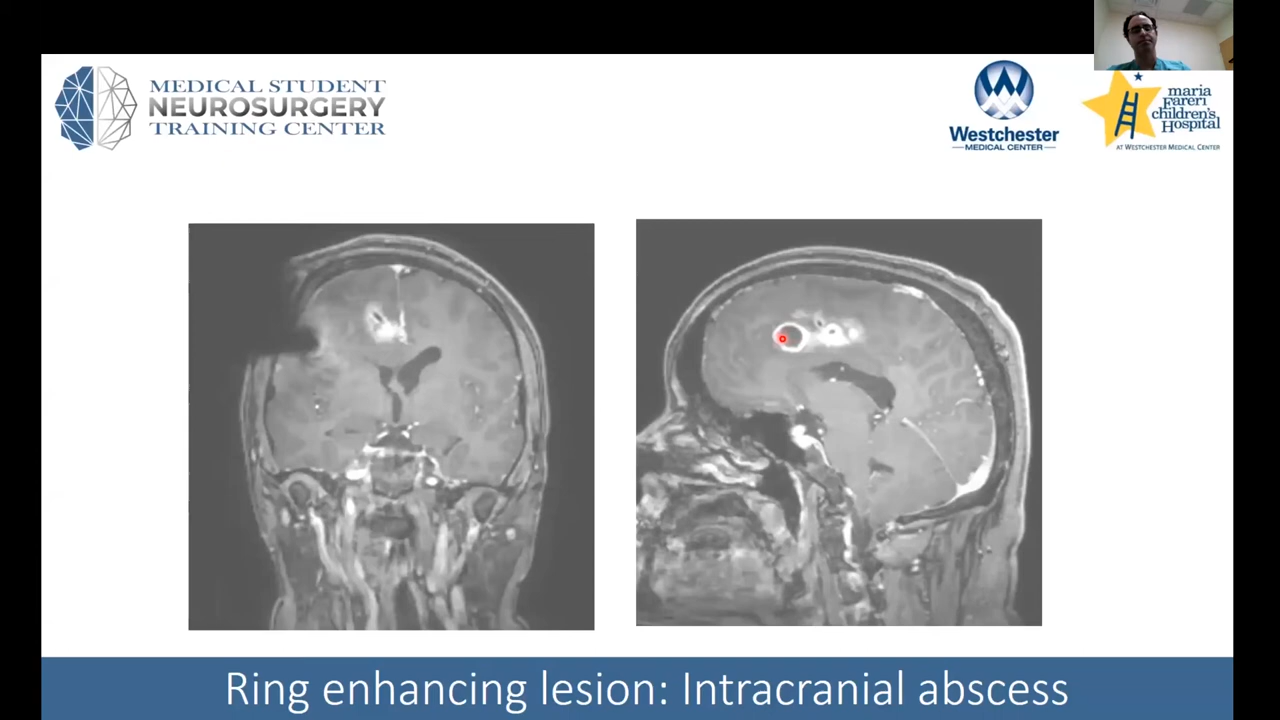 MEDICAL STUDENT
NEUROSURGERY
TRAINING CENTER
Westchester
MEDICAL CENTER
maria
Fareri
children's
Hospital
AT WESTCHESTER MEDICAL CENTER
Ring enhancing lesion: Intracranial abscess